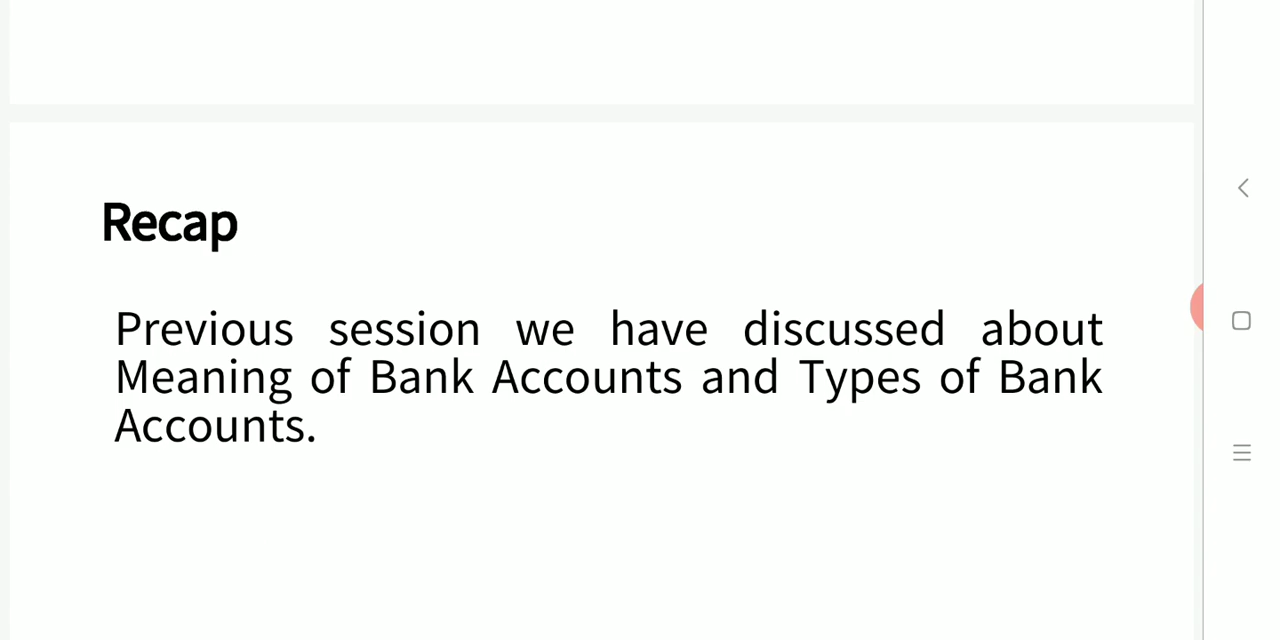 Recap
Previous session we have discussed about
Meaning of Bank Accounts and Types of Bank
Accounts.